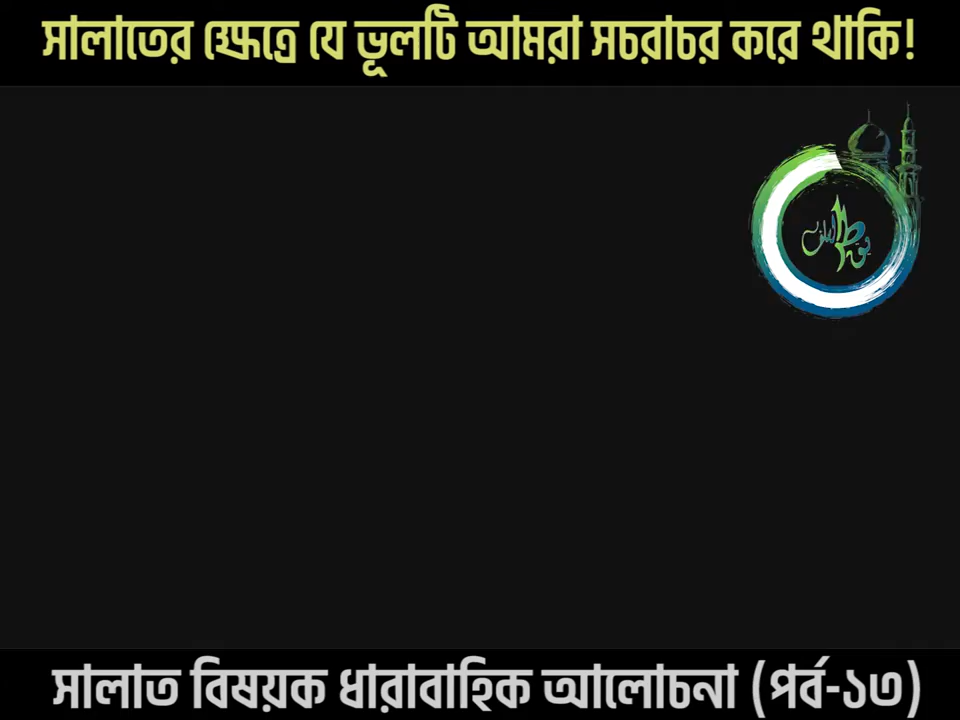 সালাতের ক্ষেত্রে যে ভূলটি আমরা সচরাচর করে থাকি!
সালাত বিষয়ক ধারাবাহিক আলোচনা (পর্ব-১৩)